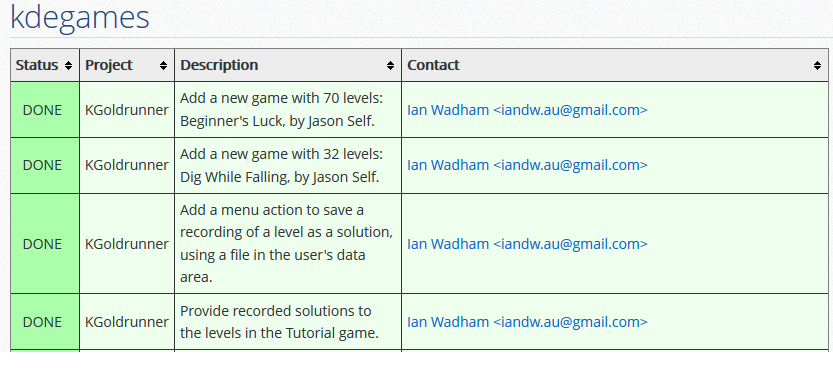 kdegames
Status Project Description Contact
DONE KGoldrunner Add a new game with 70 levels: Beginner's Luck, by Jason Self. Ian Wadham <iandw.au@gmail.com>
DONE KGoldrunner Add a new game with 32 levels: Dig While Falling, by Jason Self. Ian Wadham <iandw.au@gmail.com>
DONE KGoldrunner Add a menu action to save a recording of a level as a solution, using a file in the user's data area. Ian Wadham <iandw.au@gmail.com>
DONE KGoldrunner Provide recorded solutions to the levels in the Tutorial game. Ian Wadham <iandw.au@gmail.com>